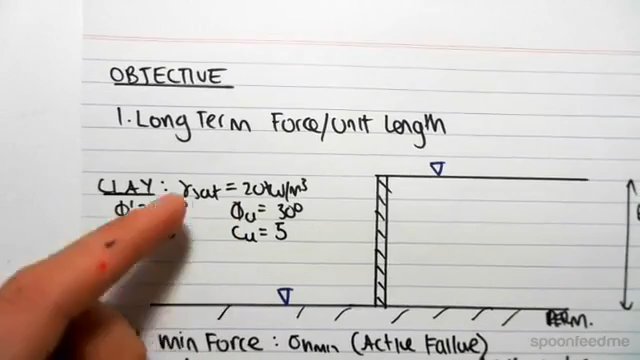 OBJECTIVE
1. Long Term Force/Unit Length
CLAY: γsat = 20kN/m³
Φu = 30°
Cu = 5
PERM.
min Force : σhmin (Active Failure)
spoonfeedme